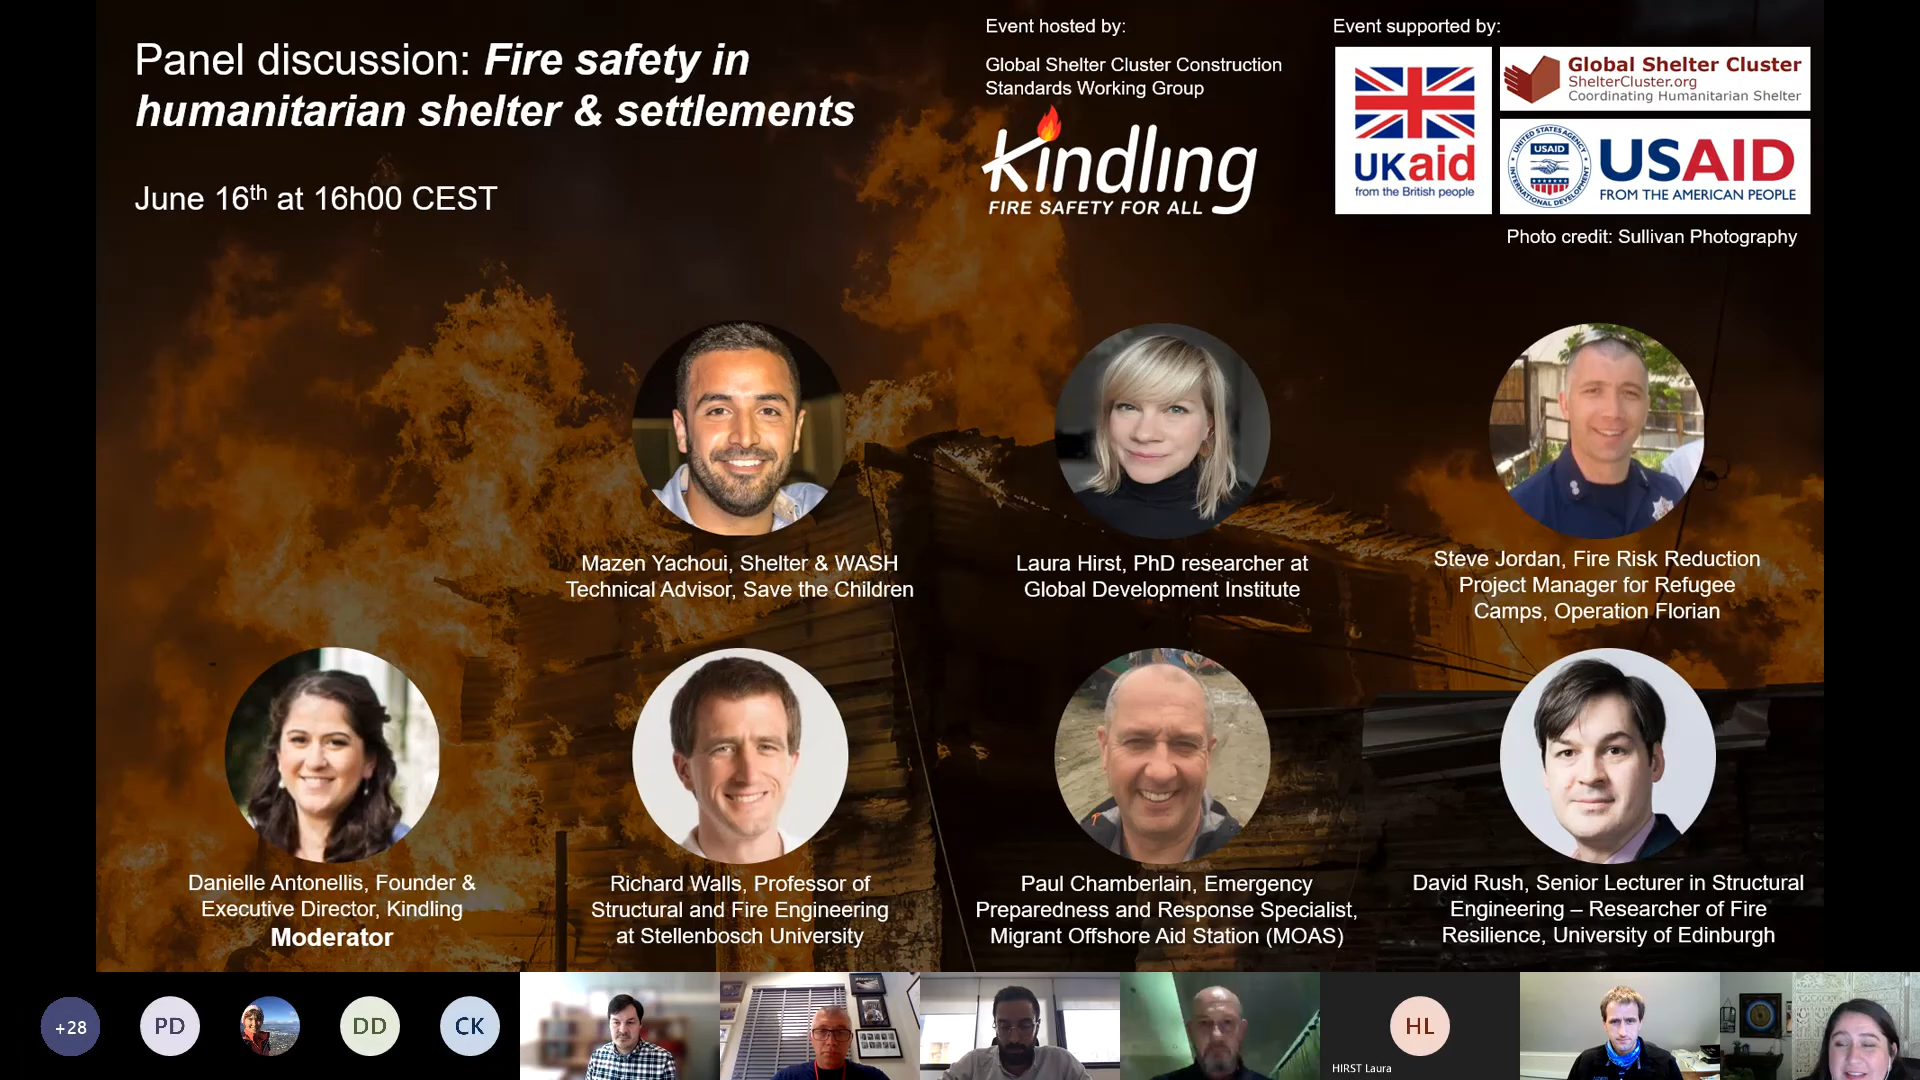 Panel discussion: Fire safety in
humanitarian shelter & settlements
June 16th at 16h00 CEST
Event hosted by:
Global Shelter Cluster Construction
Standards Working Group
Kindling
FIRE SAFETY FOR ALL
Event supported by:
UKaid
from the British people
Global Shelter Cluster
ShelterCluster.org
Coordinating Humanitarian Shelter
UNITED STATES AGENCY
USAID
INTERNATIONAL DEVELOPMENT
USAID
FROM THE AMERICAN PEOPLE
Photo credit: Sullivan Photography
Mazen Yachoui, Shelter & WASH
Technical Advisor, Save the Children
Laura Hirst, PhD researcher at
Global Development Institute
Steve Jordan, Fire Risk Reduction
Project Manager for Refugee
Camps, Operation Florian
Danielle Antonellis, Founder &
Executive Director, Kindling
Moderator
Richard Walls, Professor of
Structural and Fire Engineering
at Stellenbosch University
Paul Chamberlain, Emergency
Preparedness and Response Specialist,
Migrant Offshore Aid Station (MOAS)
David Rush, Senior Lecturer in Structural
Engineering – Researcher of Fire
Resilience, University of Edinburgh
+28
PD
DD
CK
HL
HIRST Laura